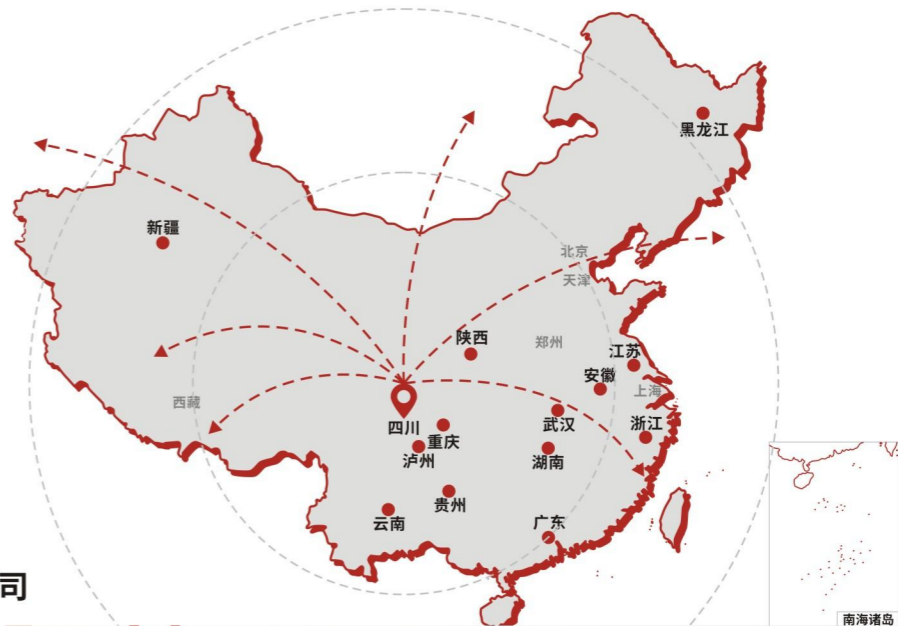 黑龙江
新疆
北京
天津
陕西
郑州
江苏
安徽
西藏
上海
四川
武汉
重庆
浙江
泸州
湖南
贵州
云南
广东
司
南海诸岛